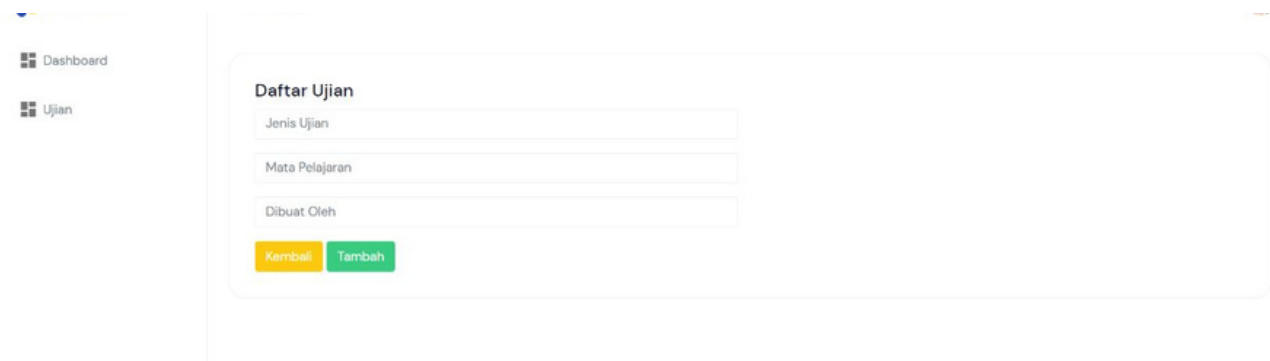 Dashboard
Ujian
Daftar Ujian
Jenis Ujian
Mata Pelajaran
Dibuat Oleh
Kembali
Tambah